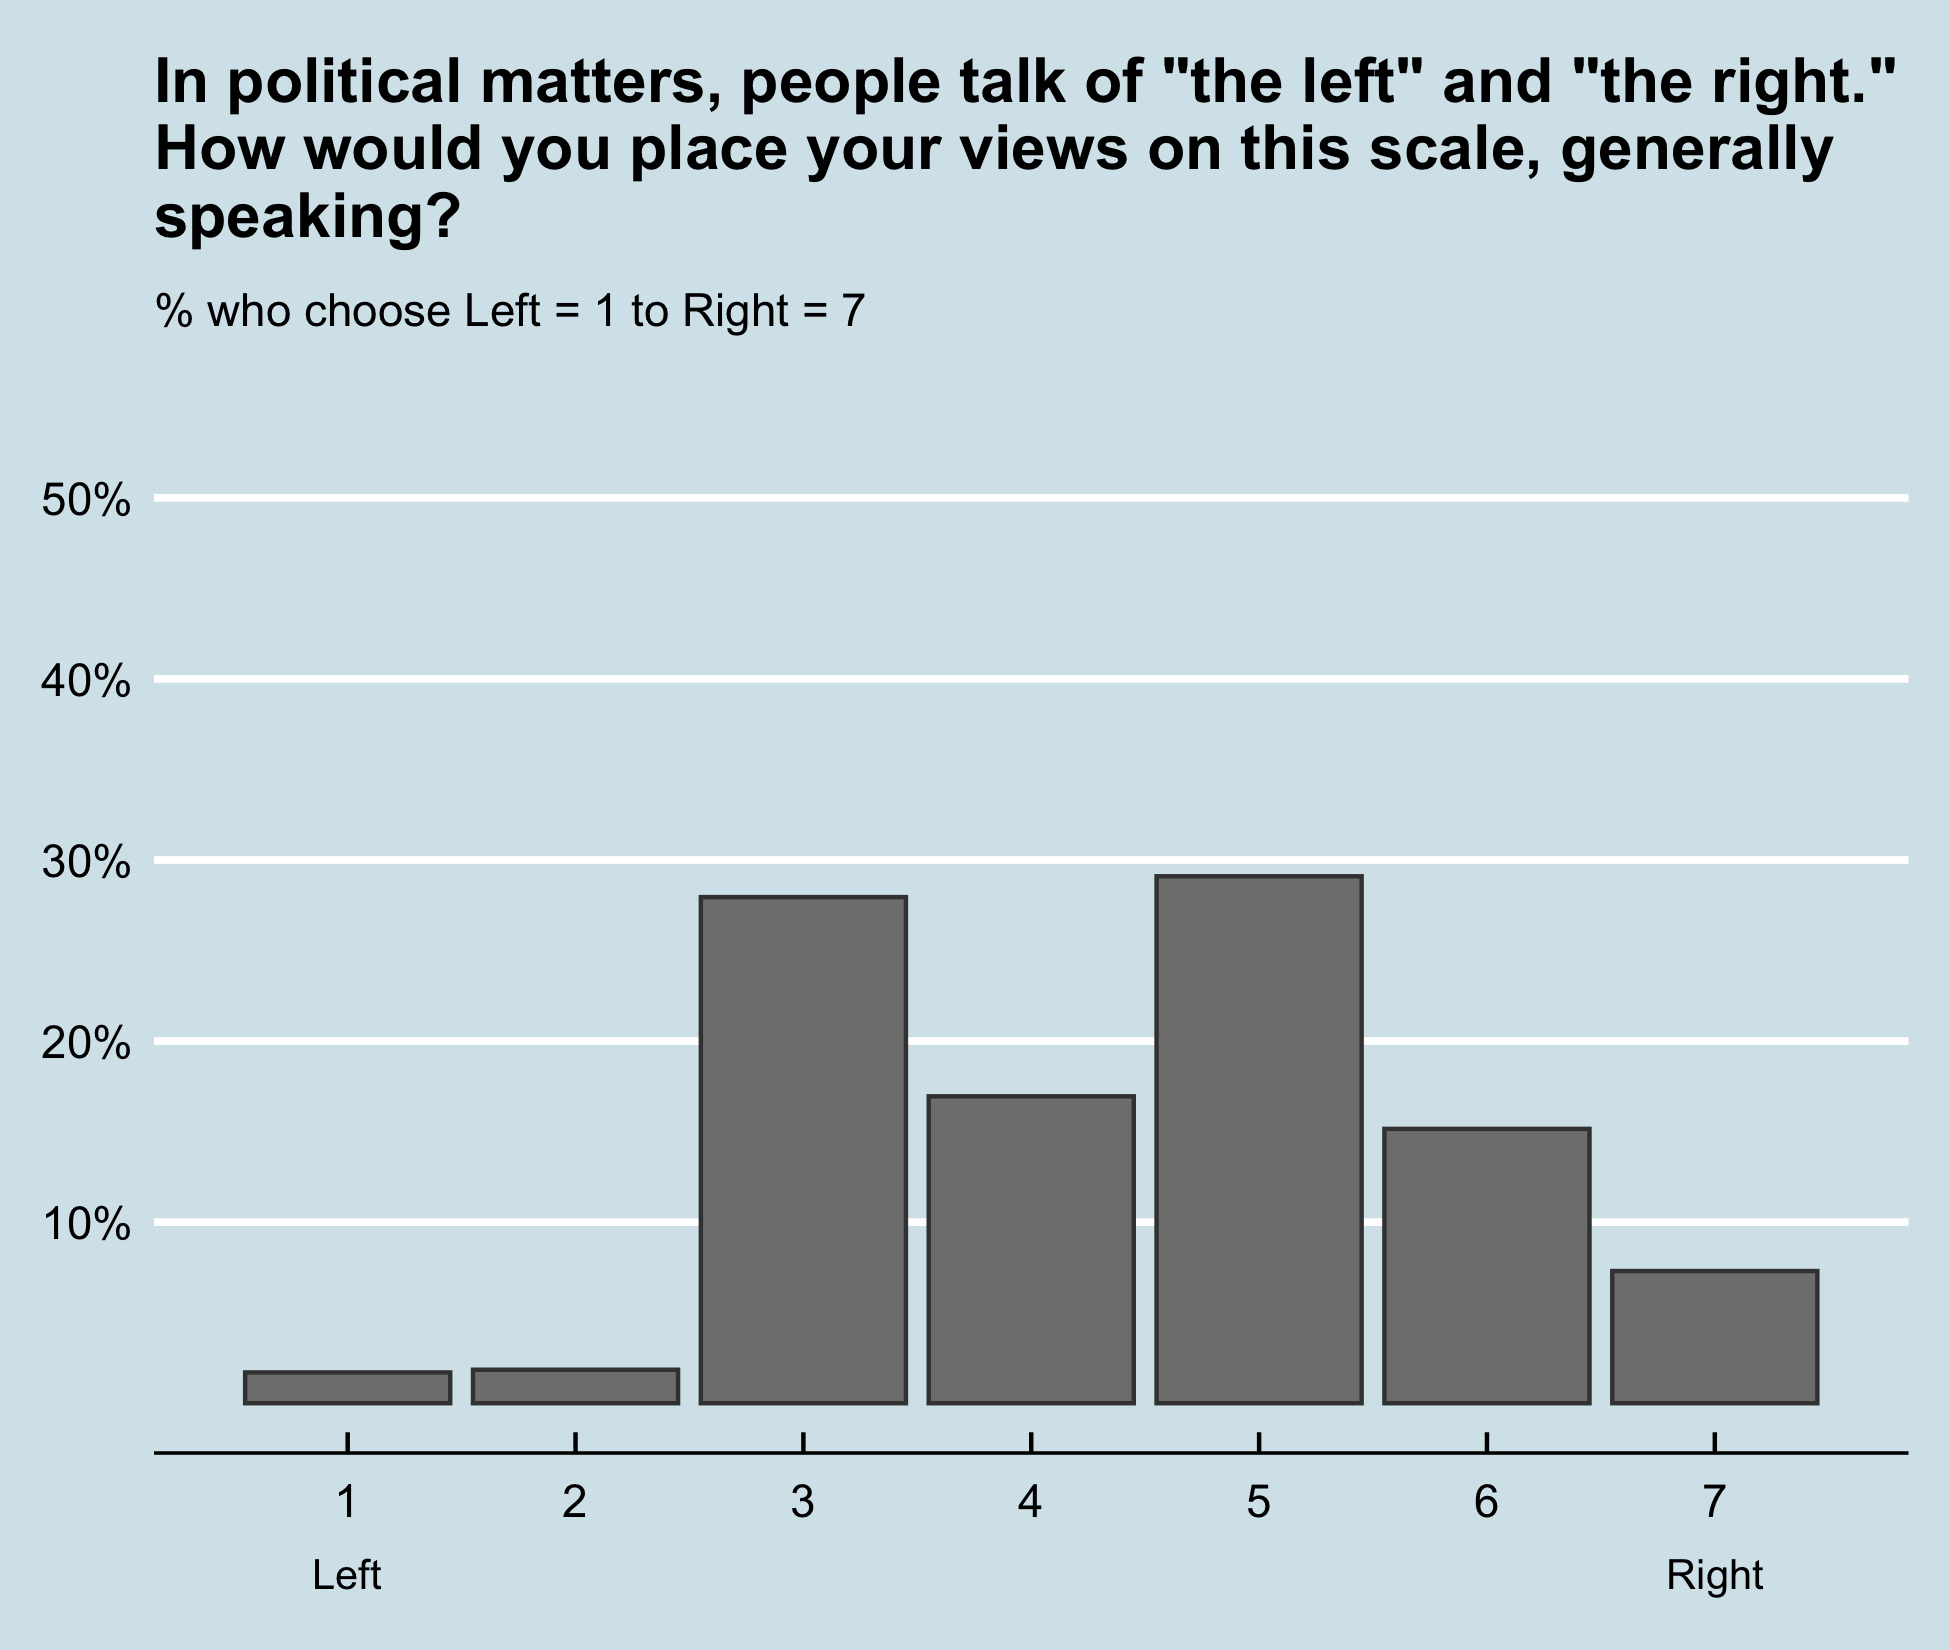 In political matters, people talk of "the left" and "the right."
How would you place your views on this scale, generally
speaking?
% who choose Left = 1 to Right = 7
50%
40%
30%
20%
10%
1 2 3 4 5 6 7
Left Right